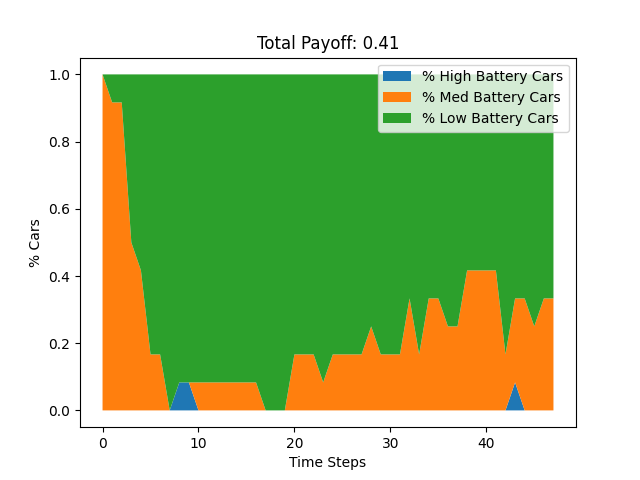 Total Payoff: 0.41
% High Battery Cars
% Med Battery Cars
% Low Battery Cars
1.0
0.8
0.6
0.4
0.2
0.0
% Cars
0
10
20
30
40
Time Steps